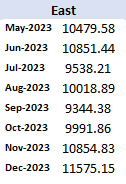 East
May-2023 10479.58
Jun-2023 10851.44
Jul-2023 9538.21
Aug-2023 10018.89
Sep-2023 9344.38
Oct-2023 9991.86
Nov-2023 10854.83
Dec-2023 11575.15